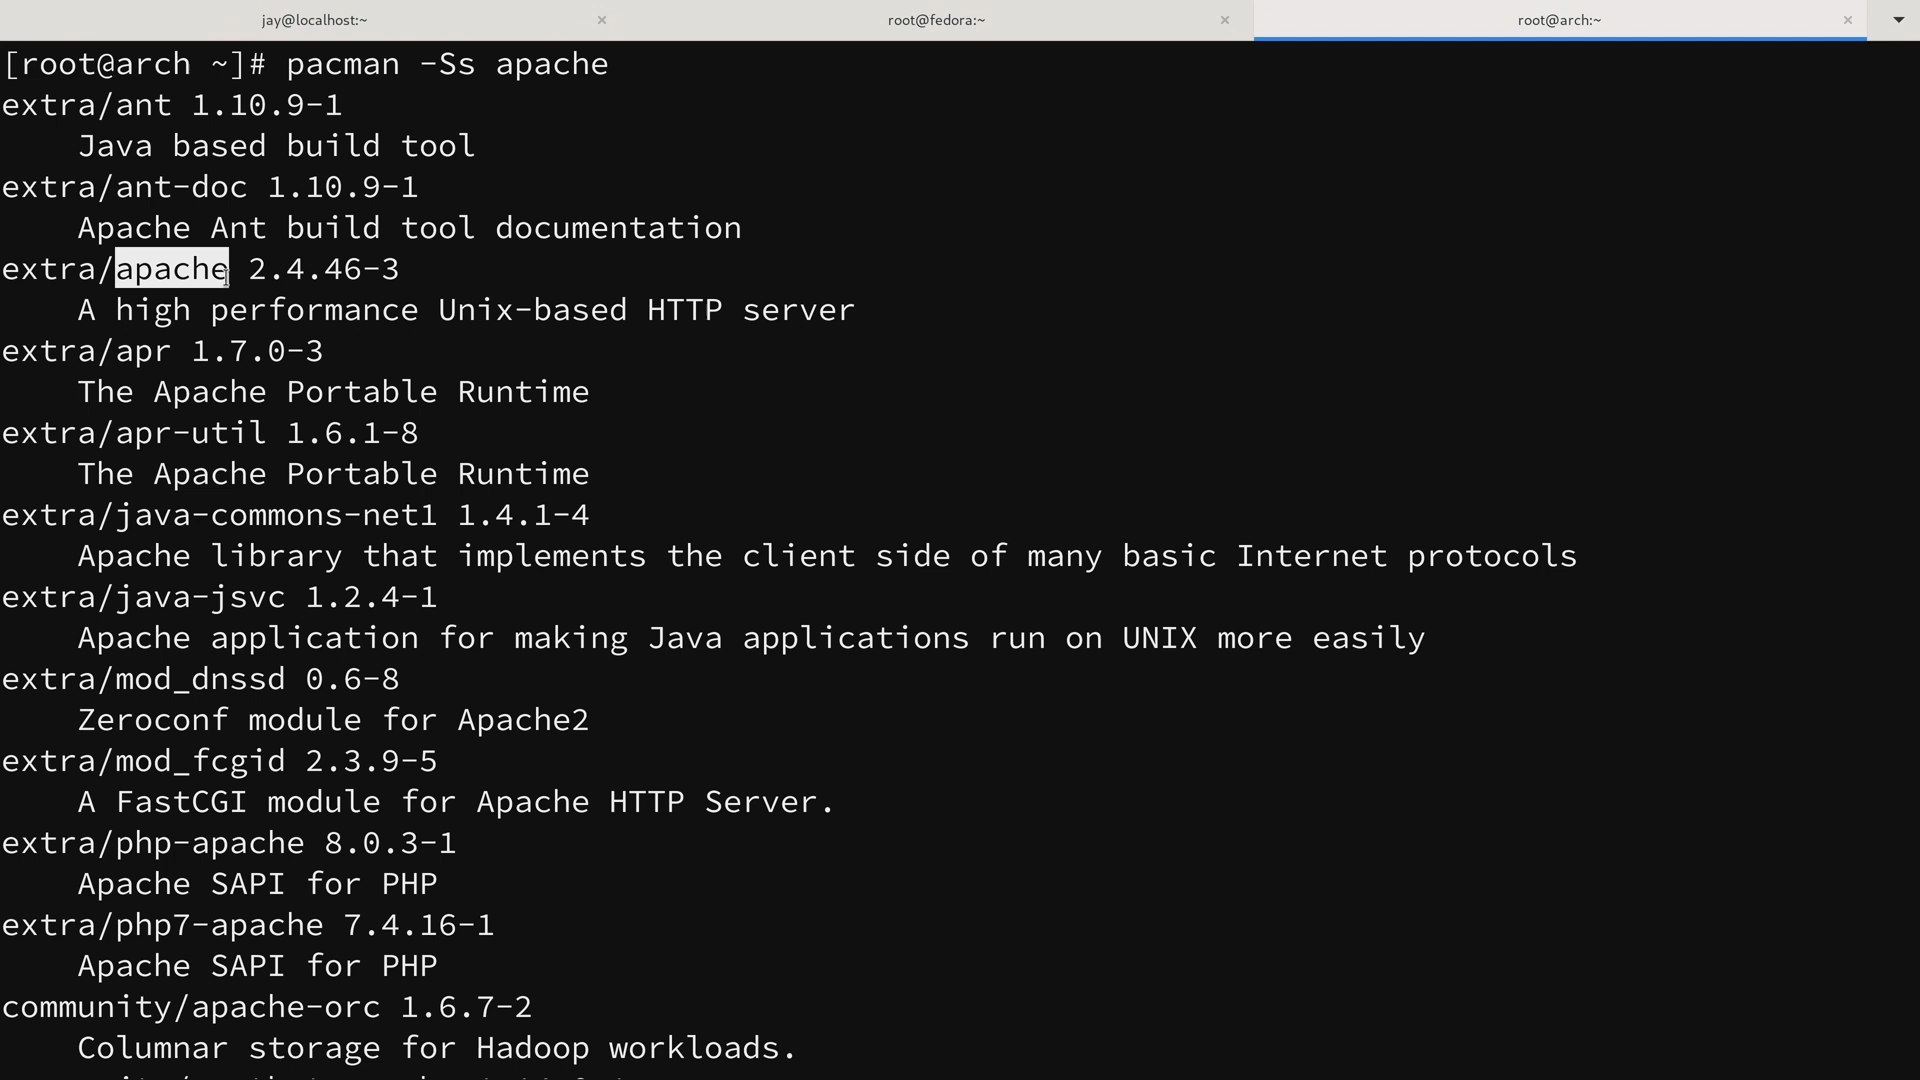 jay@localhost:~ × root@fedora:~ × root@arch:~ ×
[root@arch ~]# pacman -Ss apache
extra/ant 1.10.9-1
    Java based build tool
extra/ant-doc 1.10.9-1
    Apache Ant build tool documentation
extra/apache 2.4.46-3
    A high performance Unix-based HTTP server
extra/apr 1.7.0-3
    The Apache Portable Runtime
extra/apr-util 1.6.1-8
    The Apache Portable Runtime
extra/java-commons-net1 1.4.1-4
    Apache library that implements the client side of many basic Internet protocols
extra/java-jsvc 1.2.4-1
    Apache application for making Java applications run on UNIX more easily
extra/mod_dnssd 0.6-8
    Zeroconf module for Apache2
extra/mod_fcgid 2.3.9-5
    A FastCGI module for Apache HTTP Server.
extra/php-apache 8.0.3-1
    Apache SAPI for PHP
extra/php7-apache 7.4.16-1
    Apache SAPI for PHP
community/apache-orc 1.6.7-2
    Columnar storage for Hadoop workloads.